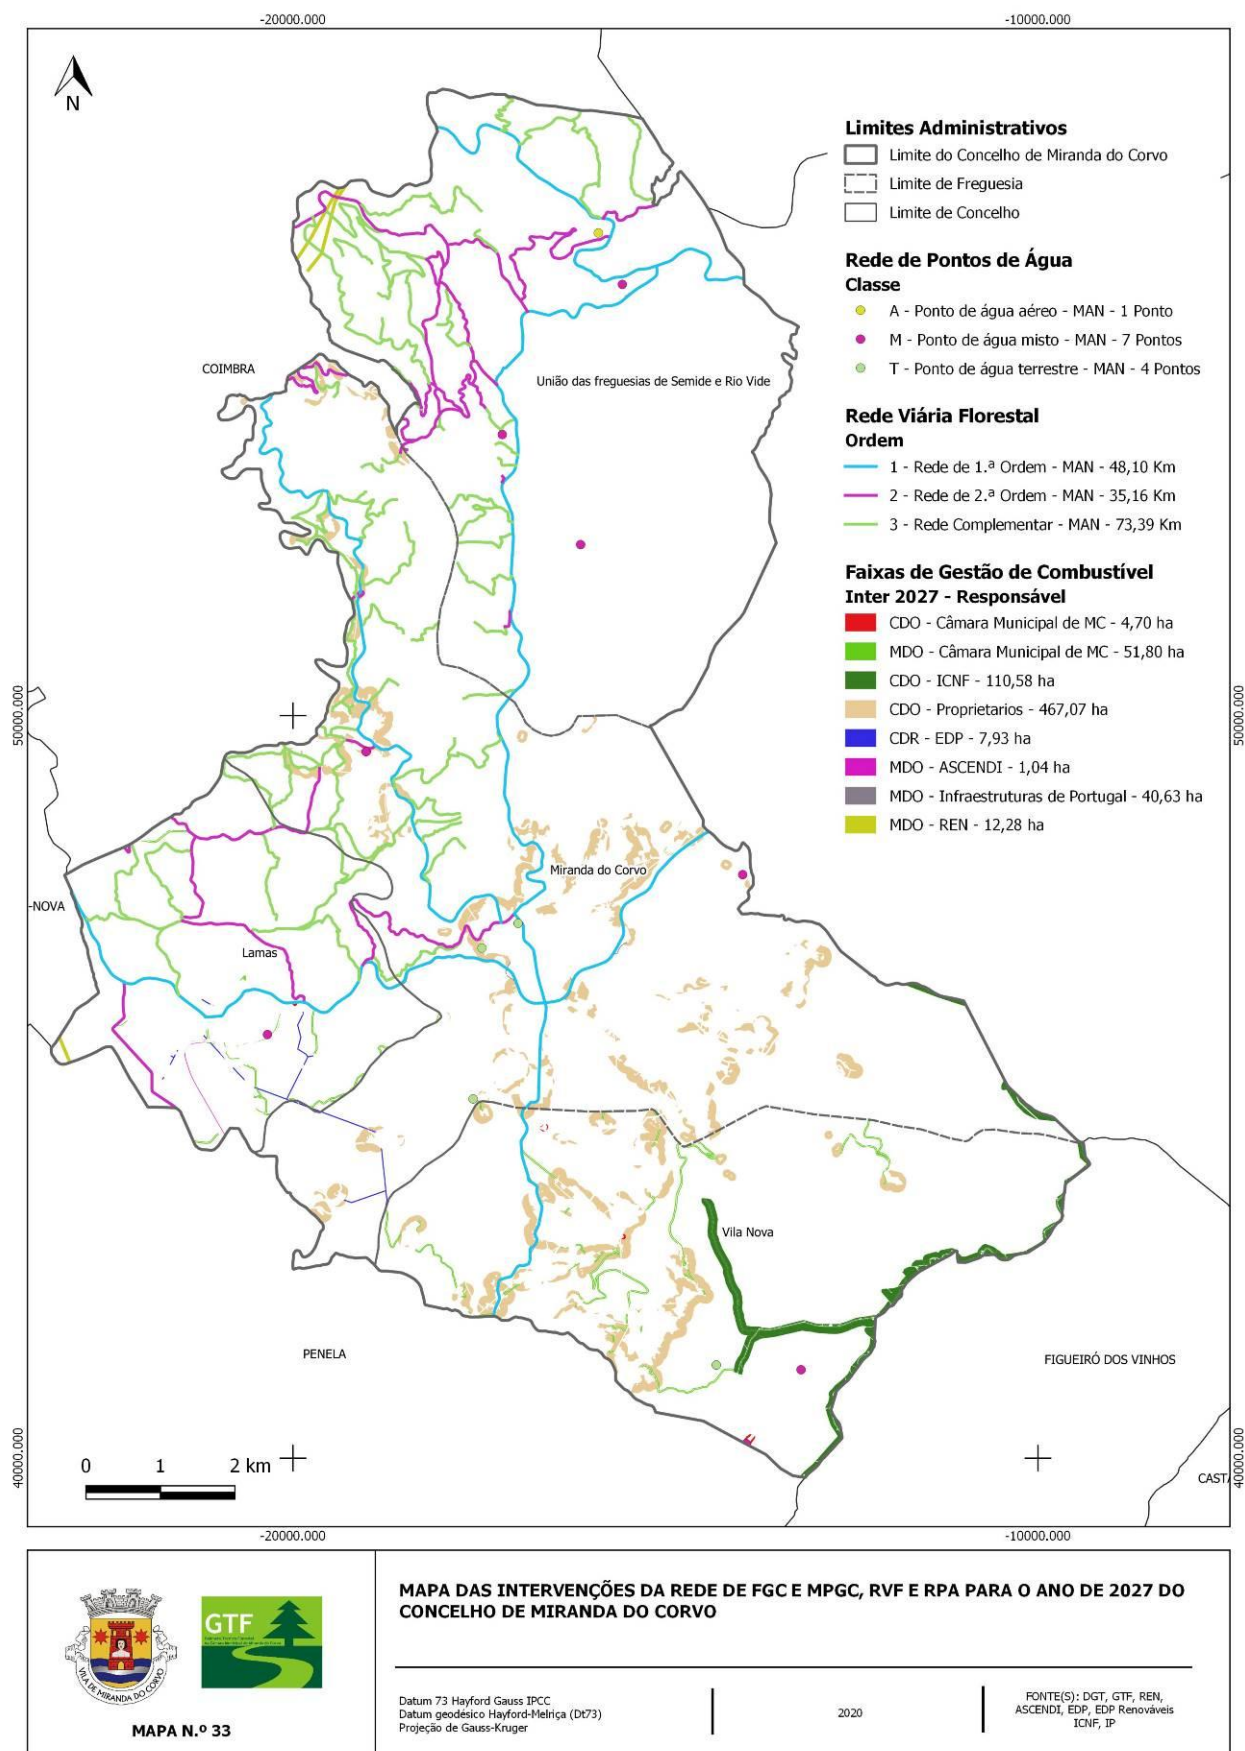 -20000.000
-10000.000
N
Limites Administrativos
Limite do Concelho de Miranda do Corvo
Limite de Freguesia
Limite de Concelho
Rede de Pontos de Água
Classe
A - Ponto de água aéreo - MAN - 1 Ponto
M - Ponto de água misto - MAN - 7 Pontos
T - Ponto de água terrestre - MAN - 4 Pontos
Rede Viária Florestal
Ordem
1 - Rede de 1.ª Ordem - MAN - 48,10 Km
2 - Rede de 2.ª Ordem - MAN - 35,16 Km
3 - Rede Complementar - MAN - 73,39 Km
Faixas de Gestão de Combustível
Inter 2027 - Responsável
CDO - Câmara Municipal de MC - 4,70 ha
MDO - Câmara Municipal de MC - 51,80 ha
CDO - ICNF - 110,58 ha
CDO - Proprietarios - 467,07 ha
CDR - EDP - 7,93 ha
MDO - ASCENDI - 1,04 ha
MDO - Infraestruturas de Portugal - 40,63 ha
MDO - REN - 12,28 ha
COIMBRA
União das freguesias de Semide e Rio Vide
50000.000
50000.000
Miranda do Corvo
-NOVA
Lamas
Vila Nova
PENELA
FIGUEIRÓ DOS VINHOS
CASTA
40000.000
40000.000
0 1 2 km
-20000.000
-10000.000
MAPA DAS INTERVENÇÕES DA REDE DE FGC E MPGC, RVF E RPA PARA O ANO DE 2027 DO
CONCELHO DE MIRANDA DO CORVO
GTF
VILA DE MIRANDA DO CORVO
MAPA N.º 33
Datum 73 Hayford Gauss IPCC
Datum geodésico Hayford-Melriça (Dt73)
Projeção de Gauss-Kruger
2020
FONTE(S): DGT, GTF, REN,
ASCENDI, EDP, EDP Renováveis
ICNF, IP